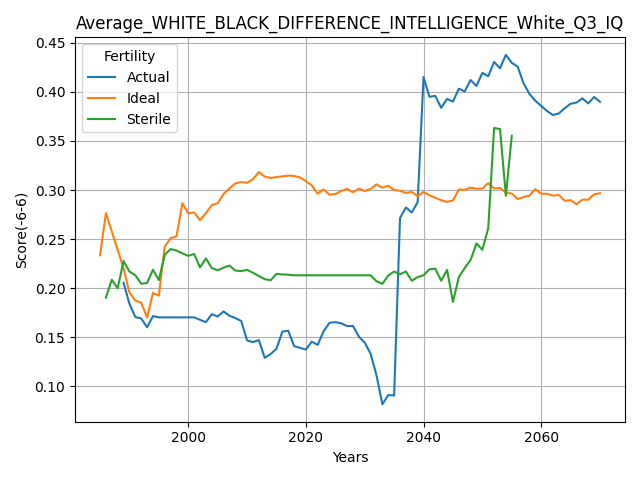 Average_WHITE_BLACK_DIFFERENCE_INTELLIGENCE_White_Q3_IQ
Fertility
Actual
Ideal
Sterile
Score(-6-6)
0.45
0.40
0.35
0.30
0.25
0.20
0.15
0.10
2000 2020 2040 2060
Years